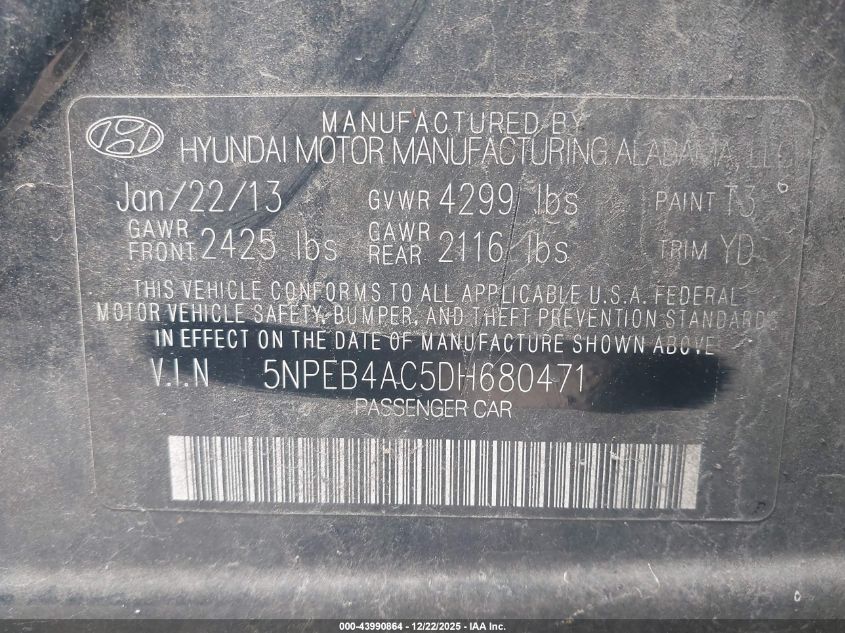 MANUFACTURED BY
HYUNDAI MOTOR MANUFACTURING ALABAMA, LLC
Jan/22/13 GVWR 4299 lbs PAINT T3
GAWR FRONT 2425 lbs GAWR REAR 2116 lbs TRIM YD
THIS VEHICLE CONFORMS TO ALL APPLICABLE U.S.A. FEDERAL
MOTOR VEHICLE SAFETY, BUMPER, AND THEFT PREVENTION STANDARDS
IN EFFECT ON THE DATE OF MANUFACTURE SHOWN ABOVE
V.I.N 5NPEB4AC5DH680471
PASSENGER CAR
000-43990864 - 12/22/2025 - IAA Inc.